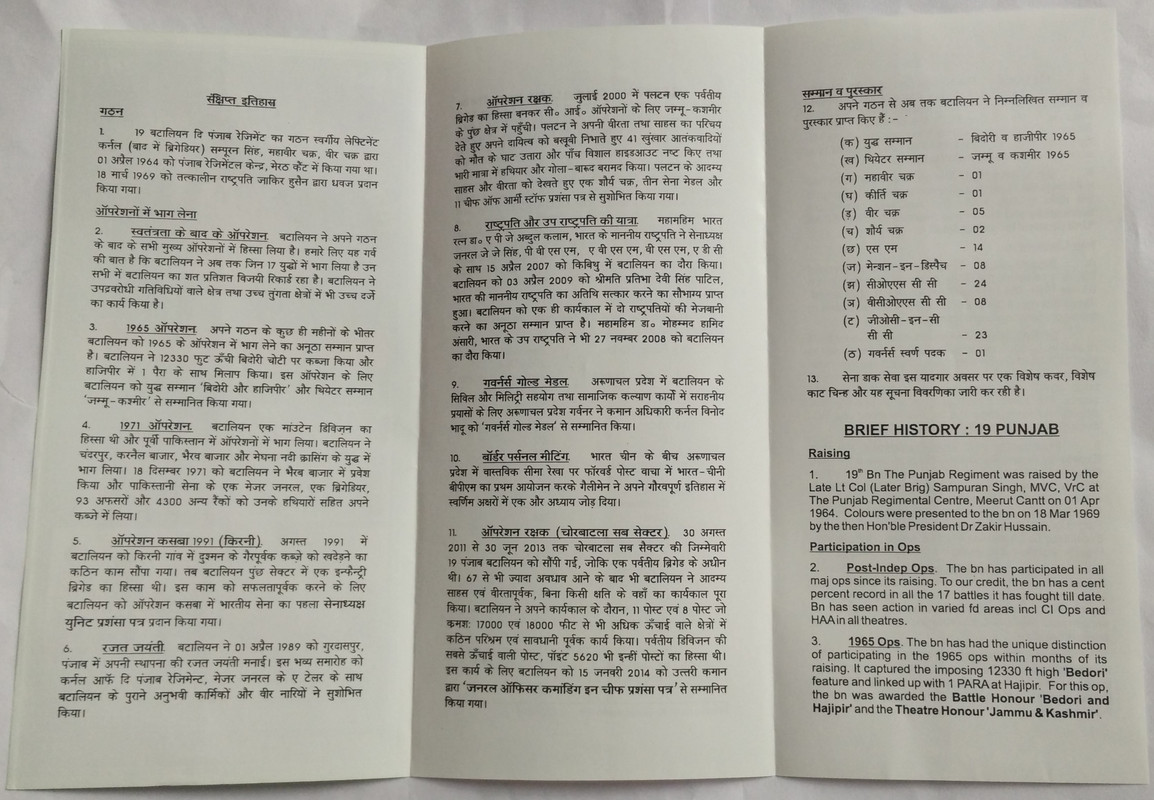 संक्षिप्त इतिहास
गठन
1. 19 बटालियन दि पंजाब रेजिमेंट का गठन स्वर्गीय लेफ्टिनेंट
कर्नल (बाद में ब्रिगेडियर) सम्पूरन सिंह, महावीर चक्र, वीर चक्र द्वारा
01 अप्रैल 1964 को पंजाब रेजिमेंटल केन्द्र, मेरठ कैंट में किया गया था।
18 मार्च 1969 को तत्कालीन राष्ट्रपति जाकिर हुसैन द्वारा धवज प्रदान
किया गया।
ऑपरेशनों में भाग लेना
2. स्वतंत्रता के बाद के ऑपरेशन. बटालियन ने अपने गठन
के बाद के सभी मुख्य ऑपरेशनों में हिस्सा लिया है। हमारे लिए यह गर्व
की बात है कि बटालियन ने अब तक जिन 17 युद्धों में भाग लिया है उन
सभी में बटालियन का शत प्रतिशत विजयी रिकार्ड रहा है। बटालियन ने
उपद्रवरोधी गतिविधियों वाले क्षेत्र तथा उच्च तुंगता क्षेत्रों में भी उच्च दर्जे
का कार्य किया है।
3. 1965 ऑपरेशन. अपने गठन के कुछ ही महीनों के भीतर
बटालियन को 1965 के ऑपरेशन में भाग लेने का अनूठा सम्मान प्राप्त
है। बटालियन ने 12330 फुट ऊँची बिदोरी चोटी पर कब्जा किया और
हाजिपीर में 1 पैरा के साथ मिलाप किया। इस ऑपरेशन के लिए
बटालियन को युद्ध सम्मान 'बिदोरी और हाजिपीर' और थियेटर सम्मान
'जम्मू-कश्मीर' से सम्मानित किया गया।
4. 1971 ऑपरेशन. बटालियन एक मांउटेन डिविजन का
हिस्सा थी और पूर्वी पाकिस्तान में ऑपरेशनों में भाग लिया। बटालियन ने
चंदरपुर, करनैल बाजार, भैरव बाजार और मेघना नदी क्रासिंग के युद्ध में
भाग लिया। 18 दिसम्बर 1971 को बटालियन ने भैरब बाजार में प्रवेश
किया और पाकिस्तानी सेना के एक मेजर जनरल, एक ब्रिगेडियर,
93 अफसरों और 4300 अन्य रैंकों को उनके हथियारों सहित अपने
कब्जे में लिया।
5. ऑपरेशन कसबा 1991 (किरनी). अगस्त 1991 में
बटालियन को किरनी गांव में दुश्मन के गैरपूर्वक कब्जे को खदेड़ने का
कठिन काम सौंपा गया। तब बटालियन पुंछ सेक्टर में एक इन्फैन्ट्री
ब्रिगेड का हिस्सा थी। इस काम को सफलतापूर्वक करने के लिए
बटालियन को ऑपरेशन कसबा में भारतीय सेना का पहला सेनाध्यक्ष
युनिट प्रशंसा पत्र प्रदान किया गया।
6. रजत जयंती. बटालियन ने 01 अप्रैल 1989 को गुरदासपुर,
पंजाब में अपनी स्थापना की रजत जयंती मनाई। इस भव्य समारोह को
कर्नल आफॅ दि पंजाब रेजिमेन्ट, मेजर जनरल के ए टेलर के साथ
बटालियन के पुराने अनुभवी कार्मिकों और वीर नारियों ने सुशोभित
किया।
7. ऑपरेशन रक्षक. जुलाई 2000 में पलटन एक पर्वतीय
ब्रिगेड का हिस्सा बनकर सी० आई० ऑपरेशनों के लिए जम्मू-कश्मीर
के पुंछ क्षेत्र में पहुँची। पलटन ने अपनी वीरता तथा साहस का परिचय
देते हुए अपने दायित्व को बखूबी निभाते हुए 41 खुंखार आतंकवादियों
को मौत के घाट उतारा और पाँच विशाल हाइडआउट नष्ट किए तथा
भारी मात्रा में हथियार और गोला-बारूद बरामद किया। पलटन के आदम्य
साहस और वीरता को देखते हुए एक शौर्य चक्र, तीन सेना मेडल और
11 चीफ ऑफ आर्मी स्टॉफ प्रशंसा पत्र से सुशोभित किया गया।
8. राष्ट्रपति और उप राष्ट्रपति की यात्रा. महामहिम भारत
रत्न डा० ए पी जे अब्दुल कलाम, भारत के माननीय राष्ट्रपति ने सेनाध्यक्ष
जनरल जे जे सिंह, पी वी एस एम, ए वी एस एम, वी एस एम, ए डी सी
के साथ 15 अप्रैल 2007 को किबिथु में बटालियन का दौरा किया।
बटालियन को 03 अप्रैल 2009 को श्रीमति प्रतिभा देवी सिंह पाटिल,
भारत की माननीय राष्ट्रपति का अतिथि सत्कार करने का सौभाग्य प्राप्त
हुआ। बटालियन को एक ही कार्यकाल में दो राष्ट्रपतियों की मेजबानी
करने का अनूठा सम्मान प्राप्त है। महामहिम डा० मोहम्मद हामिद
अंसारी, भारत के उप राष्ट्रपति ने भी 27 नवम्बर 2008 को बटालियन
का दौरा किया।
9. गवर्नर्स गोल्ड मेडल. अरूणाचल प्रदेश में बटालियन के
सिविल और मिलिट्री सहयोग तथा सामाजिक कल्याण कार्यो में सराहनीय
प्रयासों के लिए अरूणाचल प्रदेश गर्वनर ने कमान अधिकारी कर्नल विनोद
भादू को 'गवर्नर्स गोल्ड मेडल' से सम्मानित किया।
10. बॉर्डर पर्सनल मीटिंग. भारत चीन के बीच अरूणाचल
प्रदेश में वास्तविक सीमा रेखा पर फॉरवर्ड पोस्ट वाचा में भारत-चीनी
बीपीएम का प्रथम आयोजन करके गैलीमेन ने अपने गौरवपूर्ण इतिहास में
स्वर्णिम अक्षरों में एक और अध्याय जोड़ दिया।
11. ऑपरेशन रक्षक (चोरबाटला सब सेक्टर). 30 अगस्त
2011 से 30 जून 2013 तक चोरबाटला सब सैक्टर की जिम्मेवारी
19 पंजाब बटालियन को सौंपी गई, जोकि एक पर्वतीय ब्रिगेड के अधीन
थी। 67 से भी ज्यादा अवधाव आने के बाद भी बटालियन ने आदम्य
साहस एवं वीरतापूर्वक, बिना किसी क्षति के वहाँ का कार्यकाल पूरा
किया। बटालियन ने अपने कार्यकाल के दौरान, 11 पोस्ट एवं 8 पोस्ट जो
कमशः 17000 एवं 18000 फीट से भी अधिक ऊँचाई वाले क्षेत्रों में
कठिन परिश्रम एवं सावधानी पूर्वक कार्य किया। पर्वतीय डिविजन की
सबसे ऊँचाई वाली पोस्ट, पॉइंट 5620 भी इन्हीं पोस्टों का हिस्सा थी।
इस कार्य के लिए बटालियन को 15 जनवरी 2014 को उत्तरी कमान
द्वारा 'जनरल ऑफिसर कमांडिंग इन चीफ प्रशंसा पत्र' से सम्मानित
किया गया।
सम्मान व पुरस्कार
12. अपने गठन से अब तक बटालियन ने निम्नलिखित सम्मान व
पुरस्कार प्राप्त किए हैं :-
(क) युद्ध सम्मान - बिदोरी व हाजीपीर 1965
(ख) थियेटर सम्मान - जम्मू व कशमीर 1965
(ग) महावीर चक्र - 01
(घ) कीर्ति चक्र - 01
(ड़) वीर चक्र - 05
(च) शौर्य चक्र - 02
(छ) एस एम - 14
(ज) मेन्शन-इन-डिस्पैच - 08
(झ) सीओएएस सी सी - 24
(ञ) वीसीओएएस सी सी - 08
(ट) जीओसी-इन-सी
सी सी - 23
(ठ) गवर्नर्स स्वर्ण पदक - 01
13. सेना डाक सेवा इस यादगार अवसर पर एक विशेष कवर, विशेष
काट चिन्ह और यह सूचना विवरणिका जारी कर रही है।
BRIEF HISTORY : 19 PUNJAB
Raising
1. 19th Bn The Punjab Regiment was raised by the
Late Lt Col (Later Brig) Sampuran Singh, MVC, VrC at
The Punjab Regimental Centre, Meerut Cantt on 01 Apr
1964. Colours were presented to the bn on 18 Mar 1969
by the then Hon'ble President Dr Zakir Hussain.
Participation in Ops
2. Post-Indep Ops. The bn has participated in all
maj ops since its raising. To our credit, the bn has a cent
percent record in all the 17 battles it has fought till date.
Bn has seen action in varied fd areas incl CI Ops and
HAA in all theatres.
3. 1965 Ops. The bn has had the unique distinction
of participating in the 1965 ops within months of its
raising. It captured the imposing 12330 ft high 'Bedori'
feature and linked up with 1 PARA at Hajipir. For this op,
the bn was awarded the Battle Honour 'Bedori and
Hajipir' and the Theatre Honour 'Jammu & Kashmir'.